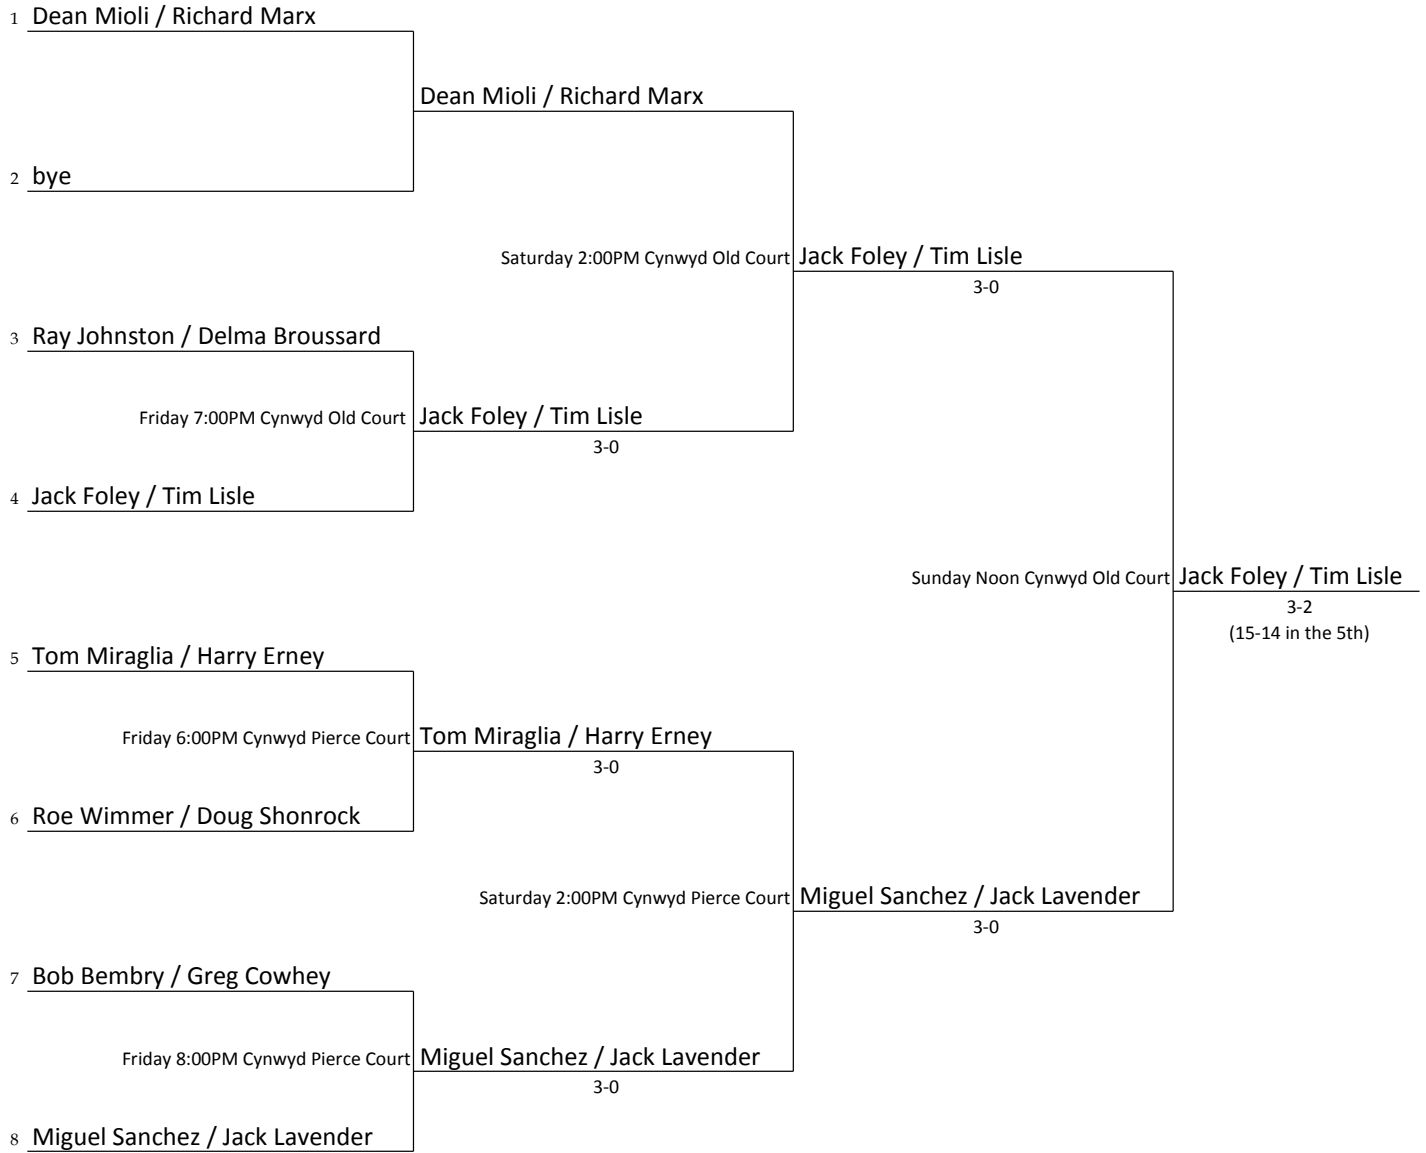 1 Dean Mioli / Richard Marx
Dean Mioli / Richard Marx
2 bye
Saturday 2:00PM Cynwyd Old Court Jack Foley / Tim Lisle
3-0
3 Ray Johnston / Delma Broussard
Friday 7:00PM Cynwyd Old Court Jack Foley / Tim Lisle
3-0
4 Jack Foley / Tim Lisle
Sunday Noon Cynwyd Old Court Jack Foley / Tim Lisle
3-2
(15-14 in the 5th)
5 Tom Miraglia / Harry Erney
Friday 6:00PM Cynwyd Pierce Court Tom Miraglia / Harry Erney
3-0
6 Roe Wimmer / Doug Shonrock
Saturday 2:00PM Cynwyd Pierce Court Miguel Sanchez / Jack Lavender
3-0
7 Bob Bembry / Greg Cowhey
Friday 8:00PM Cynwyd Pierce Court Miguel Sanchez / Jack Lavender
3-0
8 Miguel Sanchez / Jack Lavender